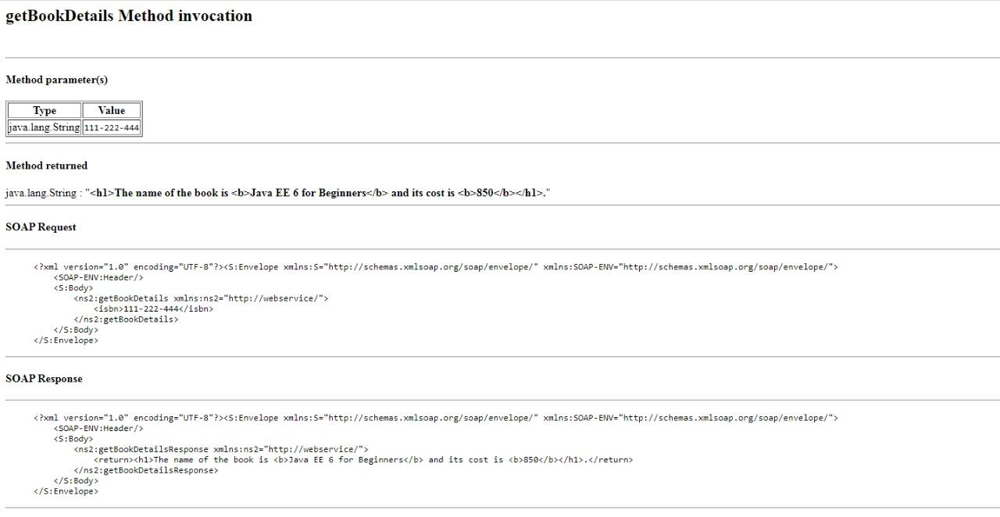 getBookDetails Method invocation
Method parameter(s)
Type Value
java.lang.String 111-222-444
Method returned
java.lang.String : "<h1>The name of the book is <b>Java EE 6 for Beginners</b> and its cost is <b>850</b></h1>."
SOAP Request
<?xml version="1.0" encoding="UTF-8"?><S:Envelope xmlns:S="http://schemas.xmlsoap.org/soap/envelope/" xmlns:SOAP-ENV="http://schemas.xmlsoap.org/soap/envelope/">
    <SOAP-ENV:Header/>
    <S:Body>
        <ns2:getBookDetails xmlns:ns2="http://webservice/">
            <isbn>111-222-444</isbn>
        </ns2:getBookDetails>
    </S:Body>
</S:Envelope>
SOAP Response
<?xml version="1.0" encoding="UTF-8"?><S:Envelope xmlns:S="http://schemas.xmlsoap.org/soap/envelope/" xmlns:SOAP-ENV="http://schemas.xmlsoap.org/soap/envelope/">
    <SOAP-ENV:Header/>
    <S:Body>
        <ns2:getBookDetailsResponse xmlns:ns2="http://webservice/">
            <return><h1>The name of the book is <b>Java EE 6 for Beginners</b> and its cost is <b>850</b></h1>.</return>
        </ns2:getBookDetailsResponse>
    </S:Body>
</S:Envelope>